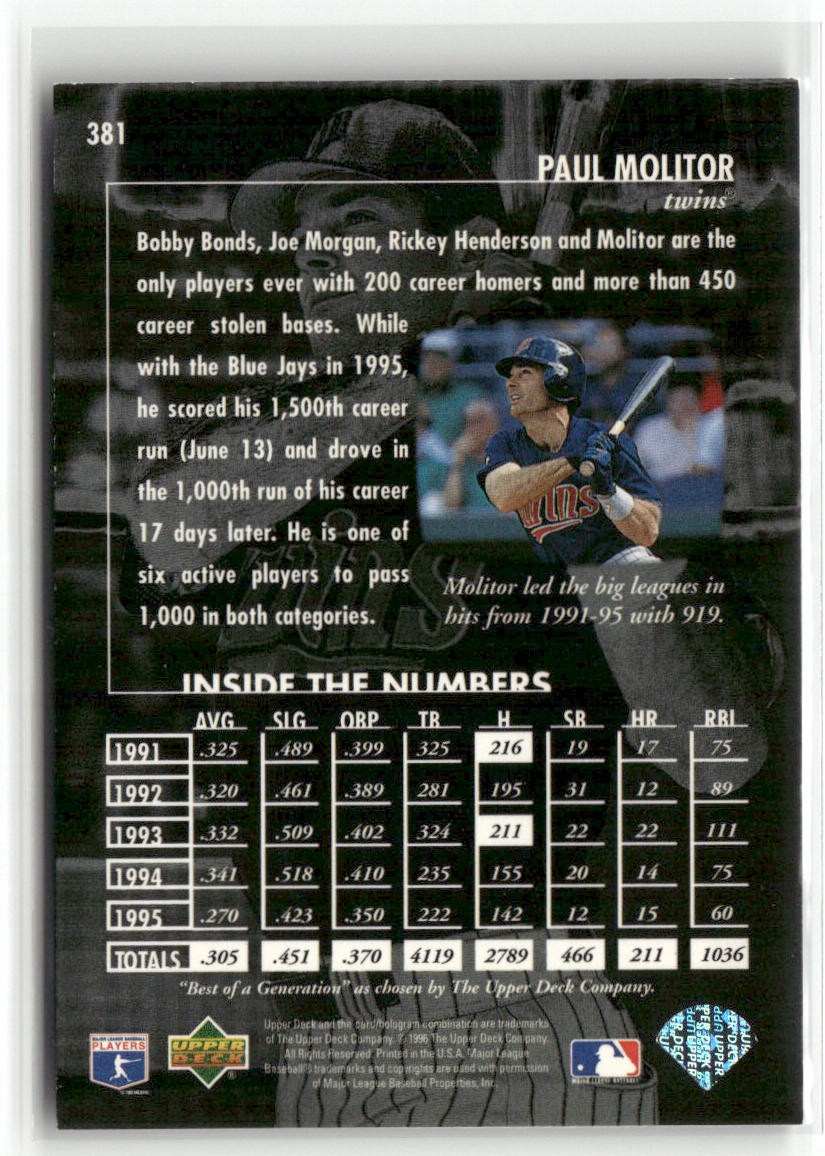 381
PAUL MOLITOR
twins®
Bobby Bonds, Joe Morgan, Rickey Henderson and Molitor are the
only players ever with 200 career homers and more than 450
career stolen bases. While
with the Blue Jays in 1995,
he scored his 1,500th career
run (June 13) and drove in
the 1,000th run of his career
17 days later. He is one of
six active players to pass
1,000 in both categories.
Molitor led the big leagues in
hits from 1991-95 with 919.
INSIDE THE NUMBERS
AVG SLG OBP TB H SB HR RBI
1991 .325 .489 .399 325 216 19 17 75
1992 .320 .461 .389 281 195 31 12 89
1993 .332 .509 .402 324 211 22 22 111
1994 .341 .518 .410 235 155 20 14 75
1995 .270 .423 .350 222 142 12 15 60
TOTALS .305 .451 .370 4119 2789 466 211 1036
"Best of a Generation" as chosen by The Upper Deck Company.
MAJOR LEAGUE BASEBALL
PLAYERS
UPPER
DECK
®
Upper Deck and the card/hologram combination are trademarks
of The Upper Deck Company. © 1996 The Upper Deck Company.
All Rights Reserved. Printed in the U.S.A. Major League
Baseball trademarks and copyrights are used with permission
of Major League Baseball Properties, Inc.
MAJOR LEAGUE BASEBALL
UPPER DECK